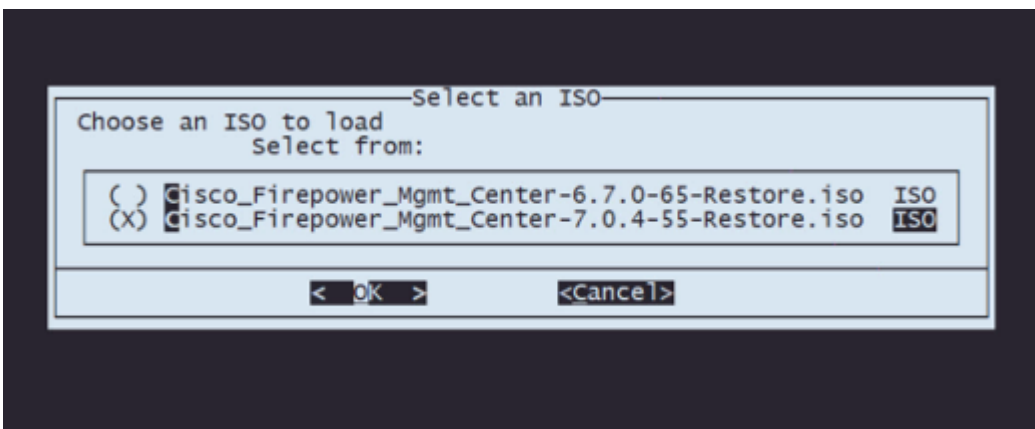 Select an ISO
Choose an ISO to load
Select from:
( ) Cisco_Firepower_Mgmt_Center-6.7.0-65-Restore.iso ISO
(X) Cisco_Firepower_Mgmt_Center-7.0.4-55-Restore.iso ISO
< OK > <Cancel>